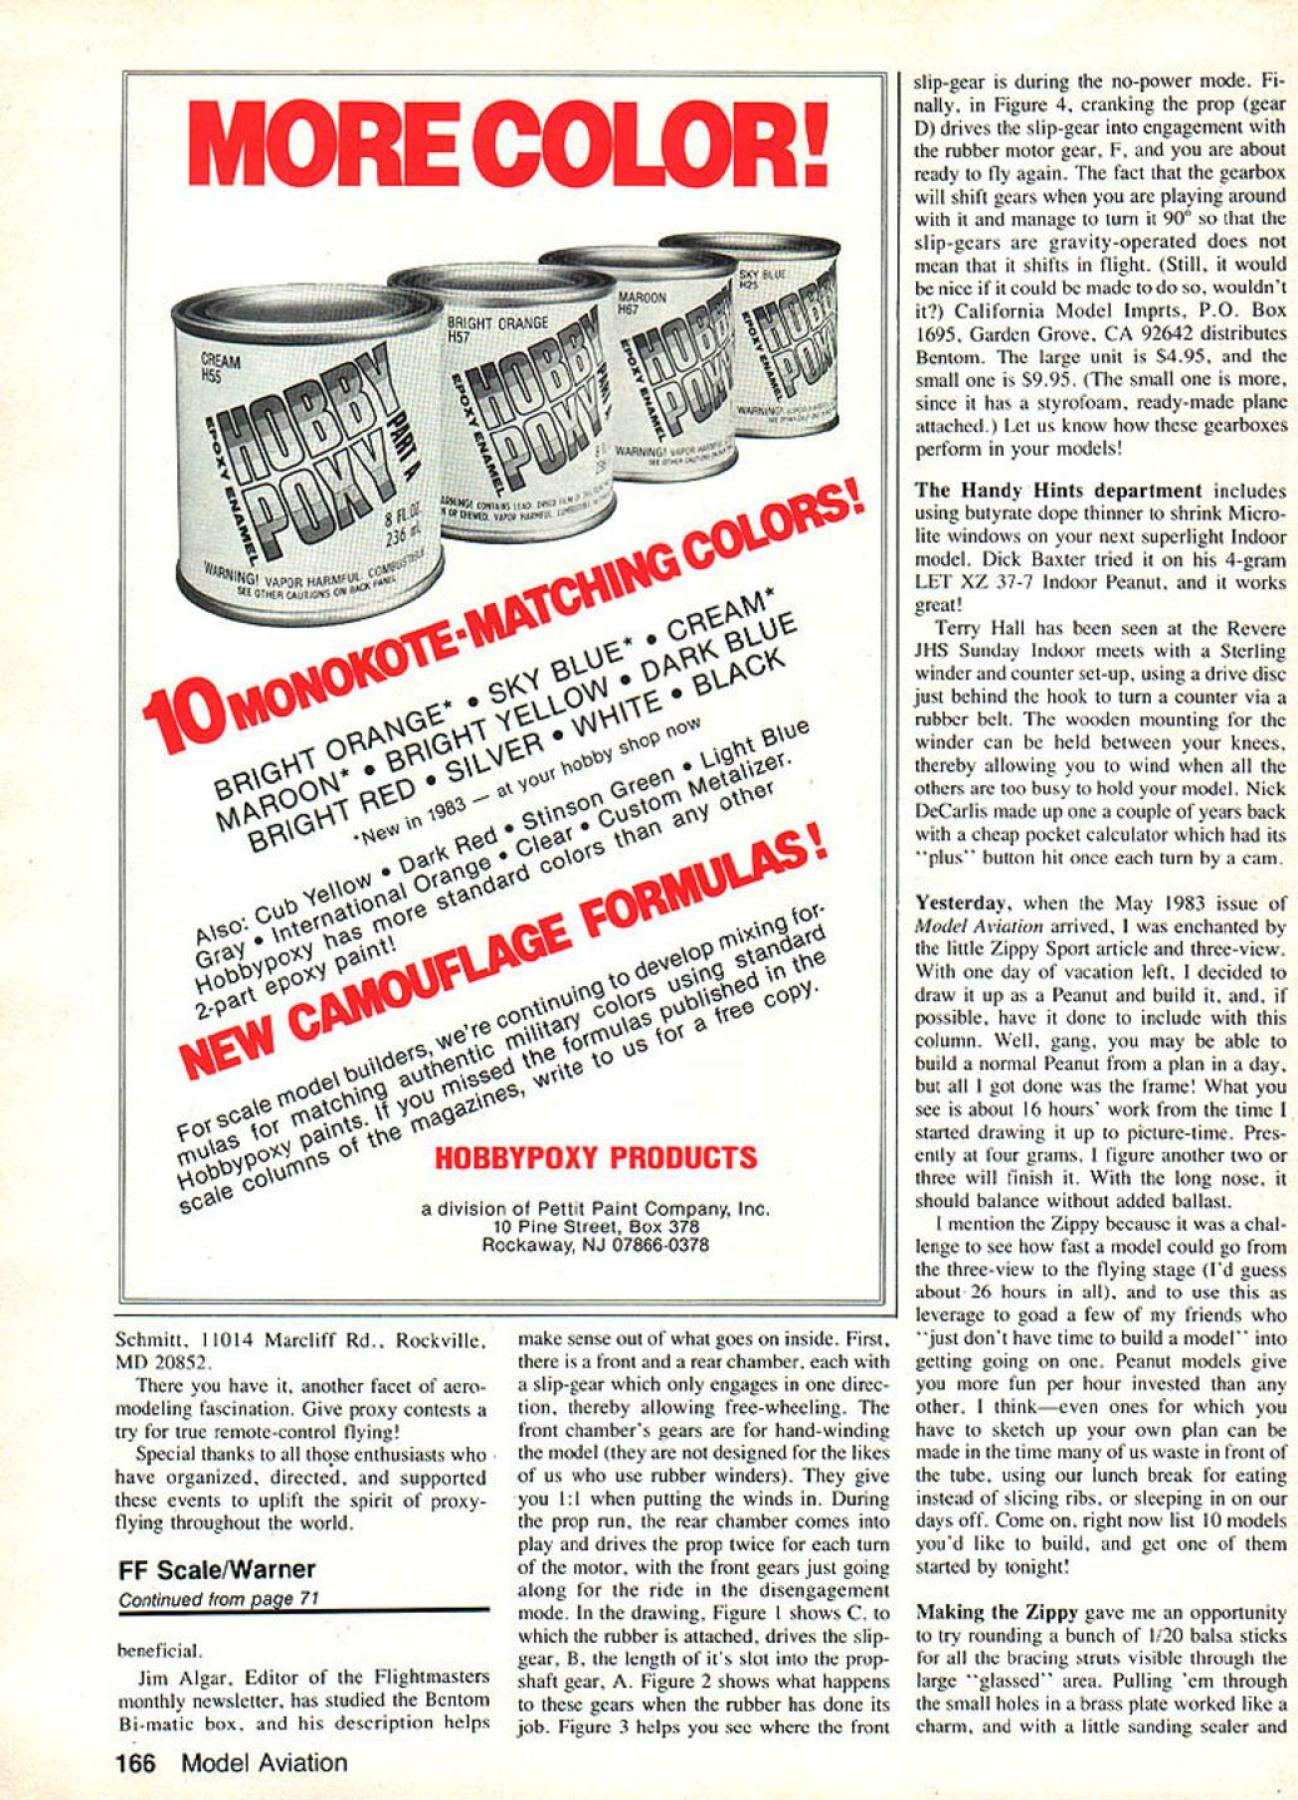 MORE COLOR!
CREAM
H55
HOBBY
POXY
EPOXY ENAMEL
PART A
8 FL. OZ.
236 ml
WARNING! VAPOR HARMFUL. COMBUSTIBLE
SEE OTHER CAUTIONS ON BACK PANEL
BRIGHT ORANGE
H57
HOBBY
POXY
EPOXY ENAMEL
MAROON
H67
HOBBY
POXY
EPOXY ENAMEL
SKY BLUE
H25
HOBBY
POXY
EPOXY ENAMEL
10 MONOKOTE-MATCHING COLORS!
BRIGHT ORANGE* • SKY BLUE* • CREAM*
MAROON* • BRIGHT YELLOW • DARK BLUE
BRIGHT RED • SILVER • WHITE • BLACK
*New in 1983 — at your hobby shop now
Also: Cub Yellow • Dark Red • Stinson Green • Light Blue
Gray • International Orange • Clear • Custom Metalizer.
Hobbypoxy has more standard colors than any other
2-part epoxy paint!
NEW CAMOUFLAGE FORMULAS!
For scale model builders, we're continuing to develop mixing for-
mulas for matching authentic military colors using standard
Hobbypoxy paints. If you missed the formulas published in the
scale columns of the magazines, write to us for a free copy.
HOBBYPOXY PRODUCTS
a division of Pettit Paint Company, Inc.
10 Pine Street, Box 378
Rockaway, NJ 07866-0378
Schmitt, 11014 Marcliff Rd., Rockville,
MD 20852.
There you have it, another facet of aero-
modeling fascination. Give proxy contests a
try for true remote-control flying!
Special thanks to all those enthusiasts who
have organized, directed, and supported
these events to uplift the spirit of proxy-
flying throughout the world.
FF Scale/Warner
Continued from page 71
beneficial.
Jim Algar, Editor of the Flightmasters
monthly newsletter, has studied the Bentom
Bi-matic box, and his description helps
make sense out of what goes on inside. First,
there is a front and a rear chamber, each with
a slip-gear which only engages in one direc-
tion, thereby allowing free-wheeling. The
front chamber's gears are for hand-winding
the model (they are not designed for the likes
of us who use rubber winders). They give
you 1:1 when putting the winds in. During
the prop run, the rear chamber comes into
play and drives the prop twice for each turn
of the motor, with the front gears just going
along for the ride in the disengagement
mode. In the drawing, Figure 1 shows C, to
which the rubber is attached, drives the slip-
gear, B, the length of it's slot into the prop-
shaft gear, A. Figure 2 shows what happens
to these gears when the rubber has done its
job. Figure 3 helps you see where the front
slip-gear is during the no-power mode. Fi-
nally, in Figure 4, cranking the prop (gear
D) drives the slip-gear into engagement with
the rubber motor gear, F, and you are about
ready to fly again. The fact that the gearbox
will shift gears when you are playing around
with it and manage to turn it 90° so that the
slip-gears are gravity-operated does not
mean that it shifts in flight. (Still, it would
be nice if it could be made to do so, wouldn't
it?) California Model Imprts, P.O. Box
1695, Garden Grove, CA 92642 distributes
Bentom. The large unit is $4.95, and the
small one is $9.95. (The small one is more,
since it has a styrofoam, ready-made plane
attached.) Let us know how these gearboxes
perform in your models!
The Handy Hints department includes
using butyrate dope thinner to shrink Micro-
lite windows on your next superlight Indoor
model. Dick Baxter tried it on his 4-gram
LET XZ 37-7 Indoor Peanut, and it works
great!
Terry Hall has been seen at the Revere
JHS Sunday Indoor meets with a Sterling
winder and counter set-up, using a drive disc
just behind the hook to turn a counter via a
rubber belt. The wooden mounting for the
winder can be held between your knees,
thereby allowing you to wind when all the
others are too busy to hold your model. Nick
DeCarlis made up one a couple of years back
with a cheap pocket calculator which had its
"plus" button hit once each turn by a cam.
Yesterday, when the May 1983 issue of
Model Aviation arrived, I was enchanted by
the little Zippy Sport article and three-view.
With one day of vacation left, I decided to
draw it up as a Peanut and build it, and, if
possible, have it done to include with this
column. Well, gang, you may be able to
build a normal Peanut from a plan in a day,
but all I got done was the frame! What you
see is about 16 hours' work from the time I
started drawing it up to picture-time. Pres-
ently at four grams, I figure another two or
three will finish it. With the long nose, it
should balance without added ballast.
I mention the Zippy because it was a chal-
lenge to see how fast a model could go from
the three-view to the flying stage (I'd guess
about 26 hours in all), and to use this as
leverage to goad a few of my friends who
"just don't have time to build a model" into
getting going on one. Peanut models give
you more fun per hour invested than any
other, I think—even ones for which you
have to sketch up your own plan can be
made in the time many of us waste in front of
the tube, using our lunch break for eating
instead of slicing ribs, or sleeping in on our
days off. Come on, right now list 10 models
you'd like to build, and get one of them
started by tonight!
Making the Zippy gave me an opportunity
to try rounding a bunch of 1/20 balsa sticks
for all the bracing struts visible through the
large "glassed" area. Pulling 'em through
the small holes in a brass plate worked like a
charm, and with a little sanding sealer and
166 Model Aviation